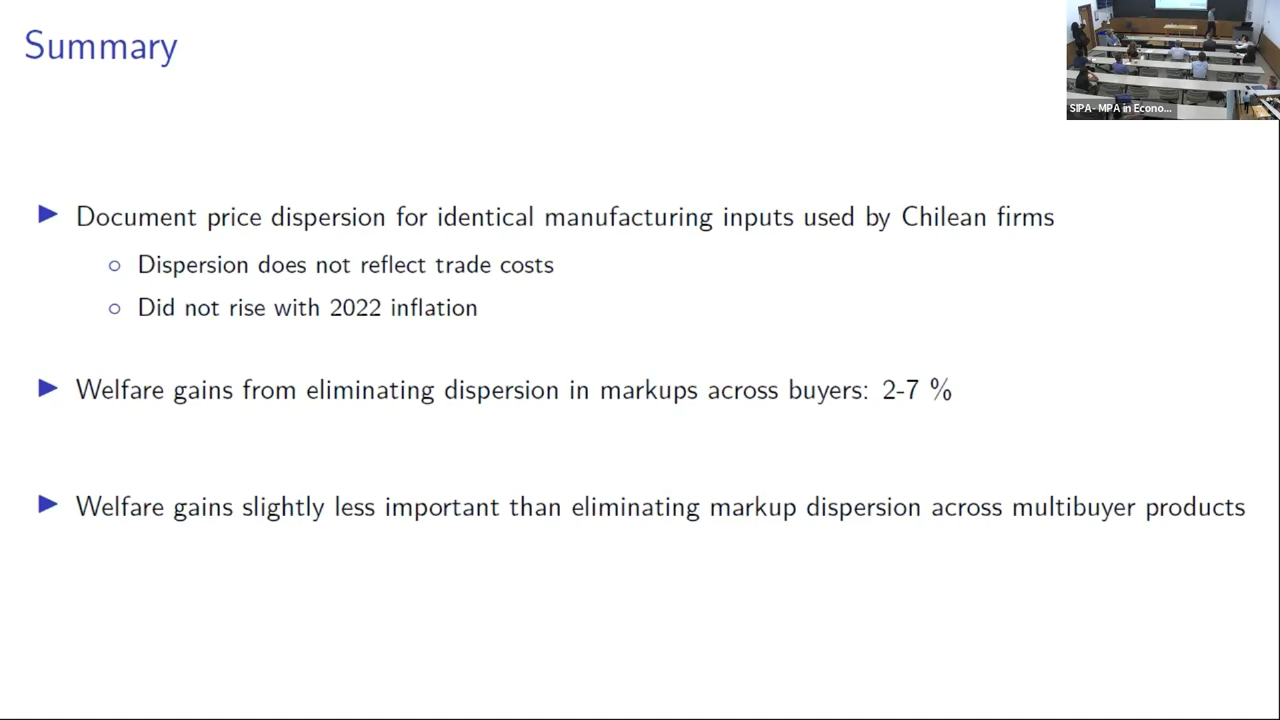 Summary
SIPA- MPA in Econo...
Document price dispersion for identical manufacturing inputs used by Chilean firms
Dispersion does not reflect trade costs
Did not rise with 2022 inflation
Welfare gains from eliminating dispersion in markups across buyers: 2-7 %
Welfare gains slightly less important than eliminating markup dispersion across multibuyer products